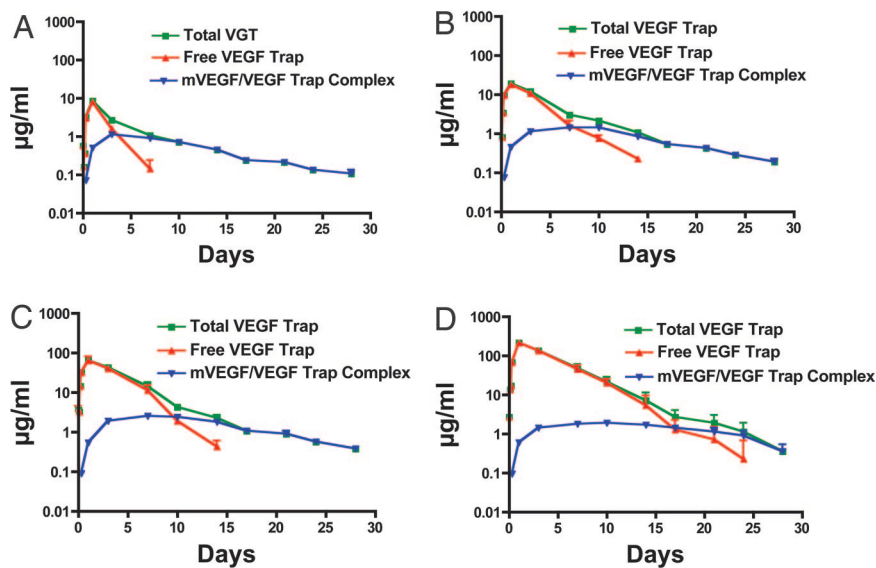 A
Total VGT
Free VEGF Trap
mVEGF/VEGF Trap Complex
µg/ml
1000
100
10
1
0.1
0.01
0 5 10 15 20 25 30
Days
B
Total VEGF Trap
Free VEGF Trap
mVEGF/VEGF Trap Complex
µg/ml
1000
100
10
1
0.1
0.01
0 5 10 15 20 25 30
Days
C
Total VEGF Trap
Free VEGF Trap
mVEGF/VEGF Trap Complex
µg/ml
1000
100
10
1
0.1
0.01
0 5 10 15 20 25 30
Days
D
Total VEGF Trap
Free VEGF Trap
mVEGF/VEGF Trap Complex
µg/ml
1000
100
10
1
0.1
0.01
0 5 10 15 20 25 30
Days